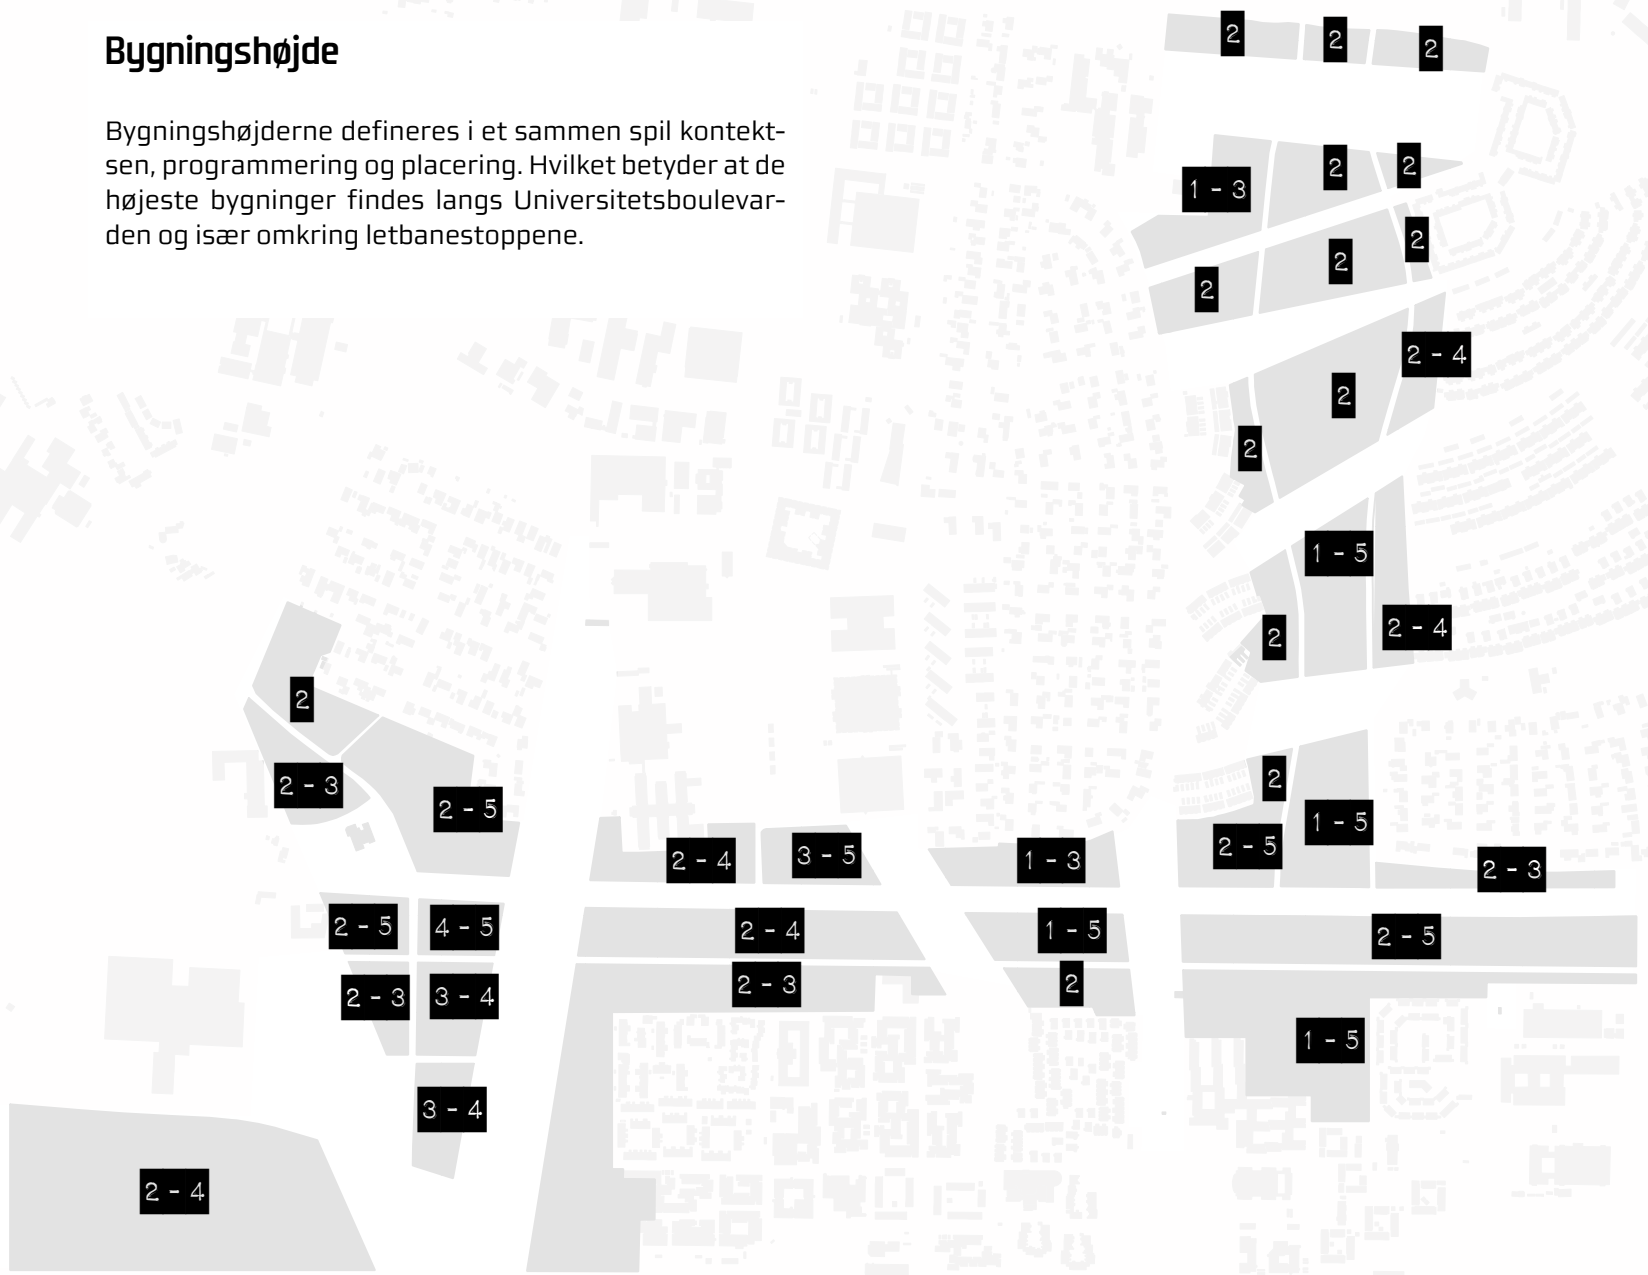 Bygningshøjde
Bygningshøjderne defineres i et sammen spil kontekt-
sen, programmering og placering. Hvilket betyder at de
højeste bygninger findes langs Universitetsboulevar-
den og især omkring letbanestoppene.
2
2
2
1 - 3
2
2
2
2
2
2 - 4
2
2
1 - 5
2
2 - 4
2
2 - 3
2 - 5
2
1 - 5
2 - 5
2 - 4
3 - 5
1 - 3
2 - 3
2 - 5
4 - 5
2 - 4
1 - 5
2 - 5
2 - 3
3 - 4
2 - 3
2
1 - 5
3 - 4
2 - 4